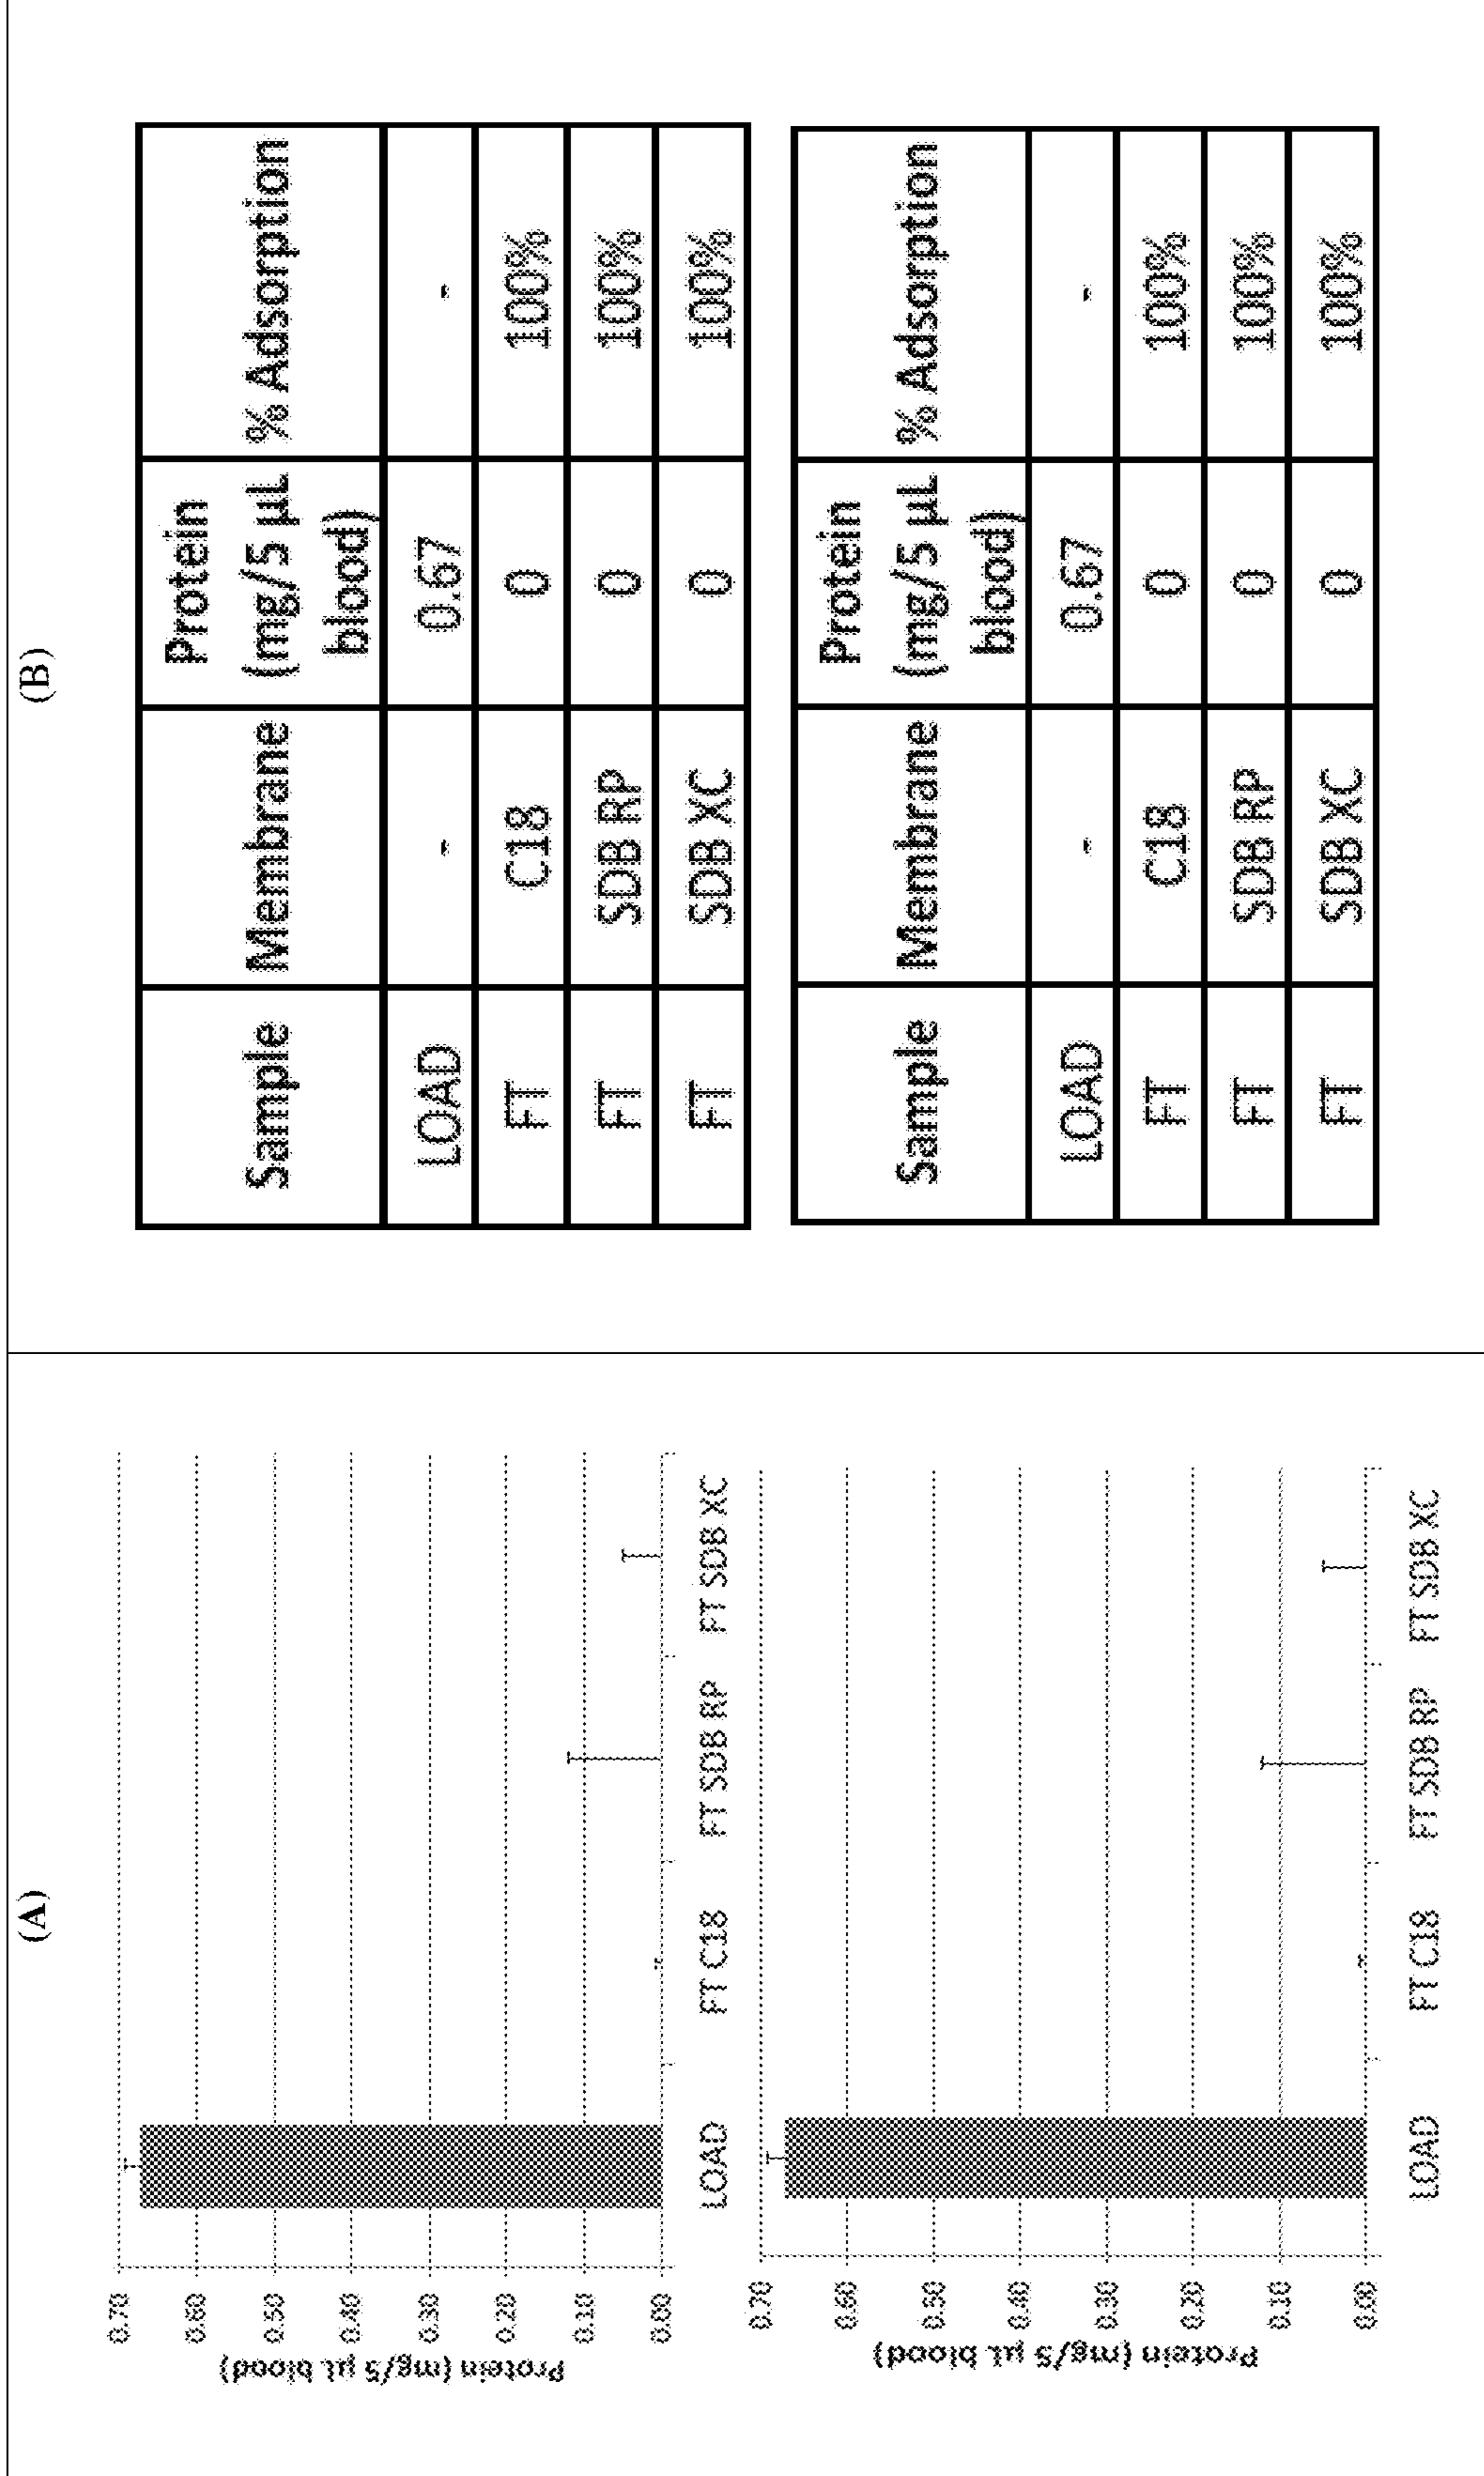 (A)
0.70
0.60
0.50
0.40
0.30
0.20
0.10
0.00
Protein (mg/5 µL blood)
LOAD FT C18 FT SDB RP FT SDB XC
0.70
0.60
0.50
0.40
0.30
0.20
0.10
0.00
Protein (mg/5 µL blood)
LOAD FT C18 FT SDB RP FT SDB XC
(B)
Sample Membrane Protein (mg/5 µL blood) % Adsorption
LOAD - 0.67 -
FT C18 0 100%
FT SDB RP 0 100%
FT SDB XC 0 100%
Sample Membrane Protein (mg/5 µL blood) % Adsorption
LOAD - 0.67 -
FT C18 0 100%
FT SDB RP 0 100%
FT SDB XC 0 100%